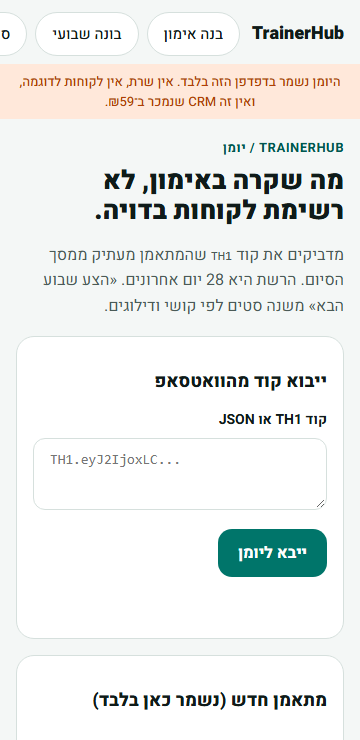 TrainerHub
בנה אימון
בונה שבועי
היומן נשמר בדפדפן הזה בלבד. אין שרת, אין לקוחות לדוגמה,
ואין זה CRM שנמכר ב־₪59.
TRAINERHUB / יומן
מה שקרה באימון, לא
רשימת לקוחות בדויה.
מדביקים את קוד TH1 שהמתאמן מעתיק ממסך
הסיום. הרשת היא 28 יום אחרונים. «הצע שבוע
הבא» משנה סטים לפי קושי ודילוגים.
ייבוא קוד מהוואטסאפ
קוד TH1 או JSON
TH1.eyJ2IjoxLC...
ייבא ליומן
מתאמן חדש (נשמר כאן בלבד)